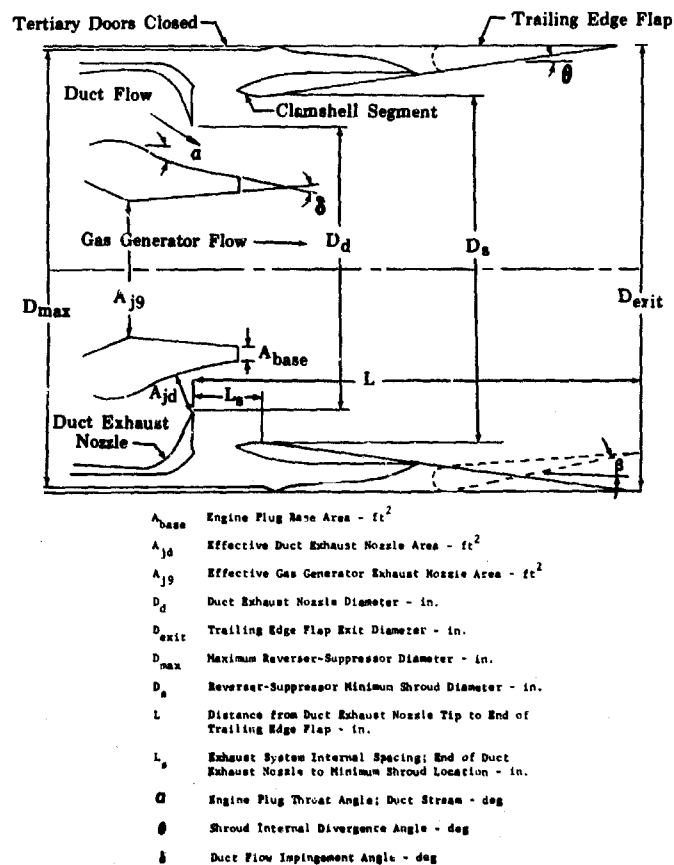 Tertiary Doors Closed
Trailing Edge Flap
θ
Duct Flow
Clamshell Segment
α
δ
Gas Generator Flow
D_d
D_s
D_max
A_j9
D_exit
A_base
L
A_jd
L_s
Duct Exhaust
Nozzle
β
A_base Engine Plug Base Area - ft²
A_jd Effective Duct Exhaust Nozzle Area - ft²
A_j9 Effective Gas Generator Exhaust Nozzle Area - ft²
D_d Duct Exhaust Nozzle Diameter - in.
D_exit Trailing Edge Flap Exit Diameter - in.
D_max Maximum Reverser-Suppressor Diameter - in.
D_s Reverser-Suppressor Minimum Shroud Diameter - in.
L Distance from Duct Exhaust Nozzle Tip to End of
Trailing Edge Flap - in.
L_s Exhaust System Internal Spacing; End of Duct
Exhaust Nozzle to Minimum Shroud Location - in.
α Engine Plug Throat Angle; Duct Stream - deg
θ Shroud Internal Divergence Angle - deg
δ Duct Flow Impingement Angle - deg